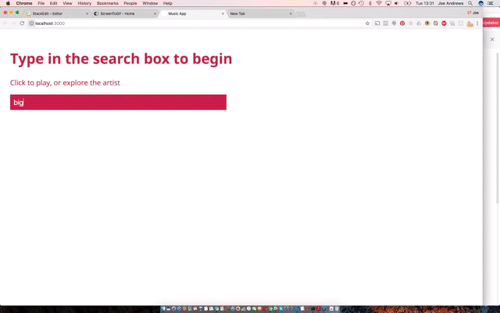 Chrome File Edit View History Bookmarks People Window Help
Tue 13:31 Joe Andrews
StackEdit – Editor
ScreenToGif - Home
Music App
New Tab
Joe
localhost:3000
Updates
Type in the search box to begin
Click to play, or explore the artist
big